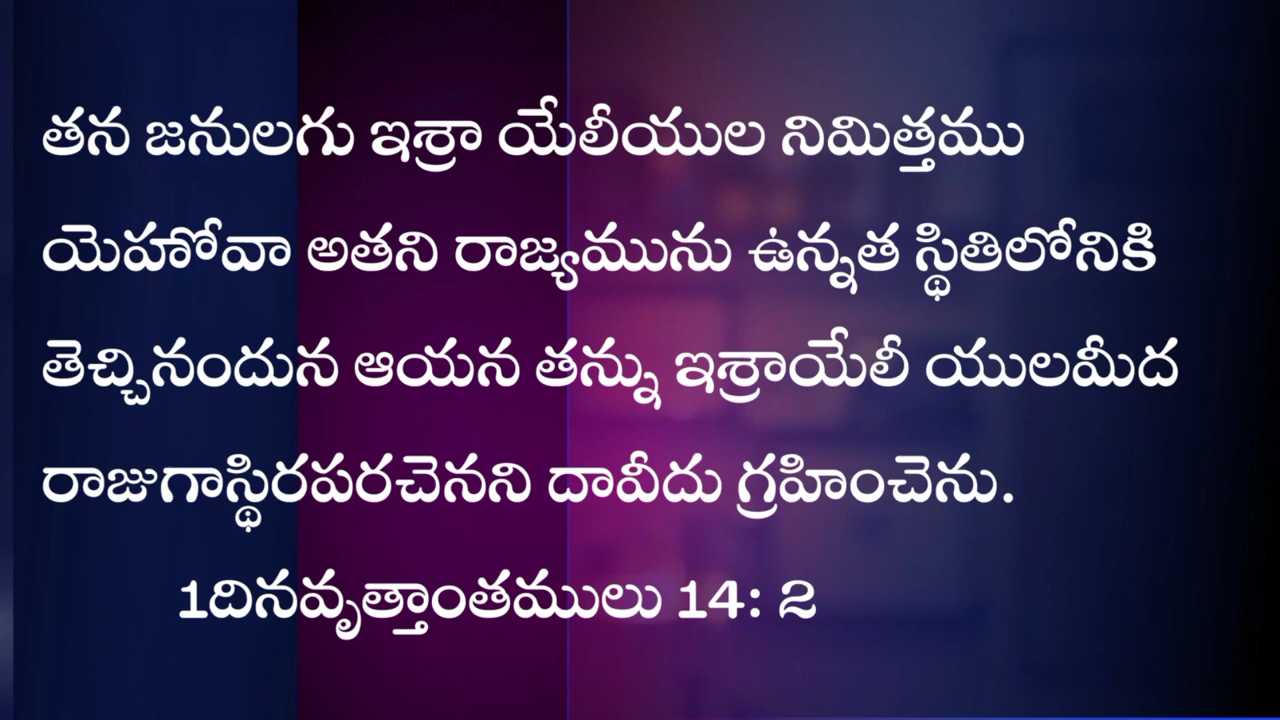 తన జనులగు ఇశ్రా యేలీయుల నిమిత్తము
యెహోవా అతని రాజ్యమును ఉన్నత స్థితిలోనికి
తెచ్చినందున ఆయన తన్ను ఇశ్రాయేలీ యులమీద
రాజుగాస్థిరపరచెనని దావీదు గ్రహించెను.
1దినవృత్తాంతములు 14: 2